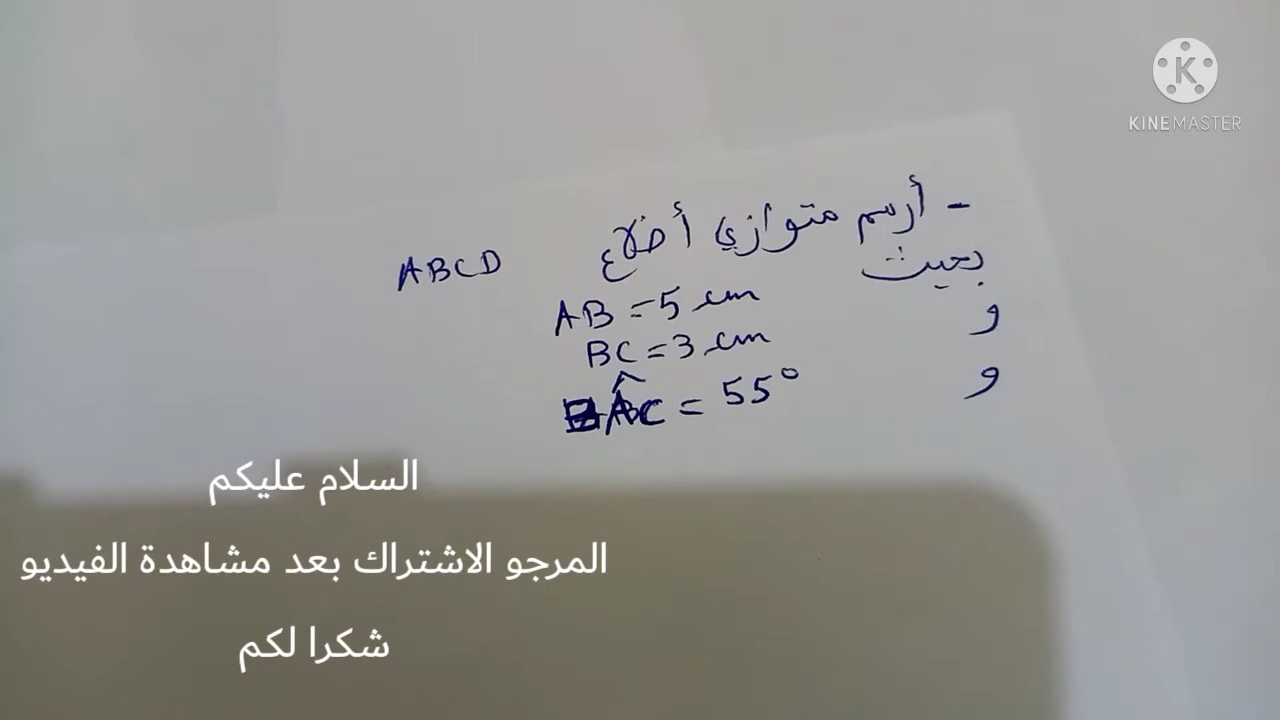 KINEMASTER
- أرسم متوازي أضلاع ABCD
بحيث
AB = 5 cm و
BC = 3 cm
ABC = 55° و
السلام عليكم
المرجو الاشتراك بعد مشاهدة الفيديو
شكرا لكم